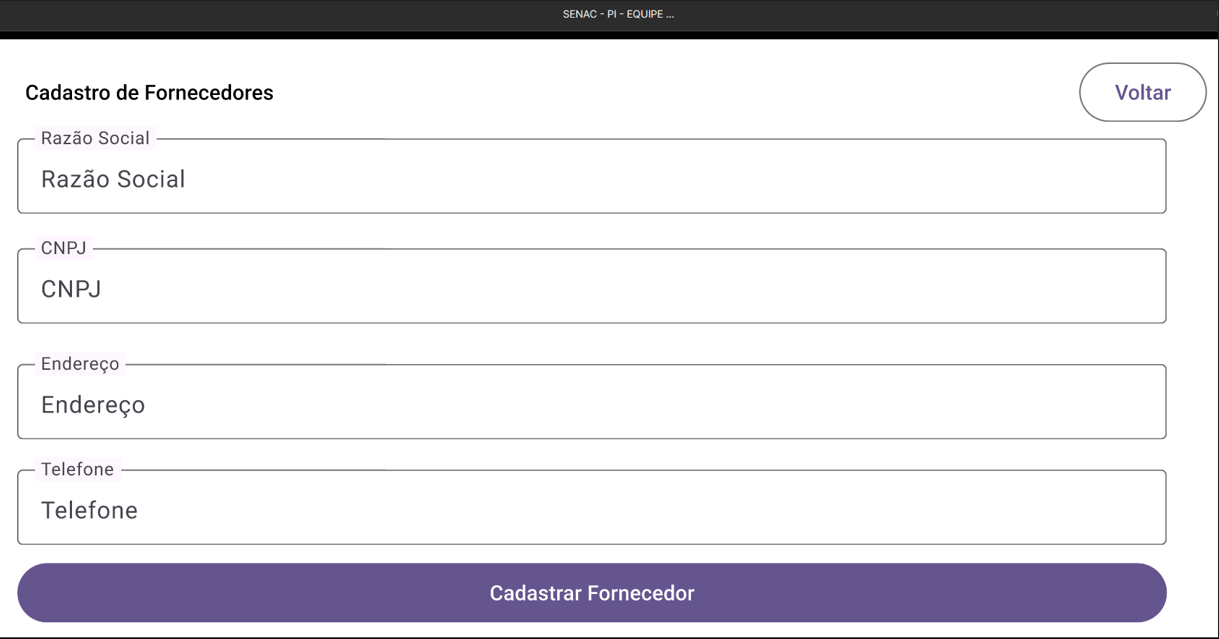 SENAC - PI - EQUIPE ...
Cadastro de Fornecedores
Voltar
Razão Social
Razão Social
CNPJ
CNPJ
Endereço
Endereço
Telefone
Telefone
Cadastrar Fornecedor